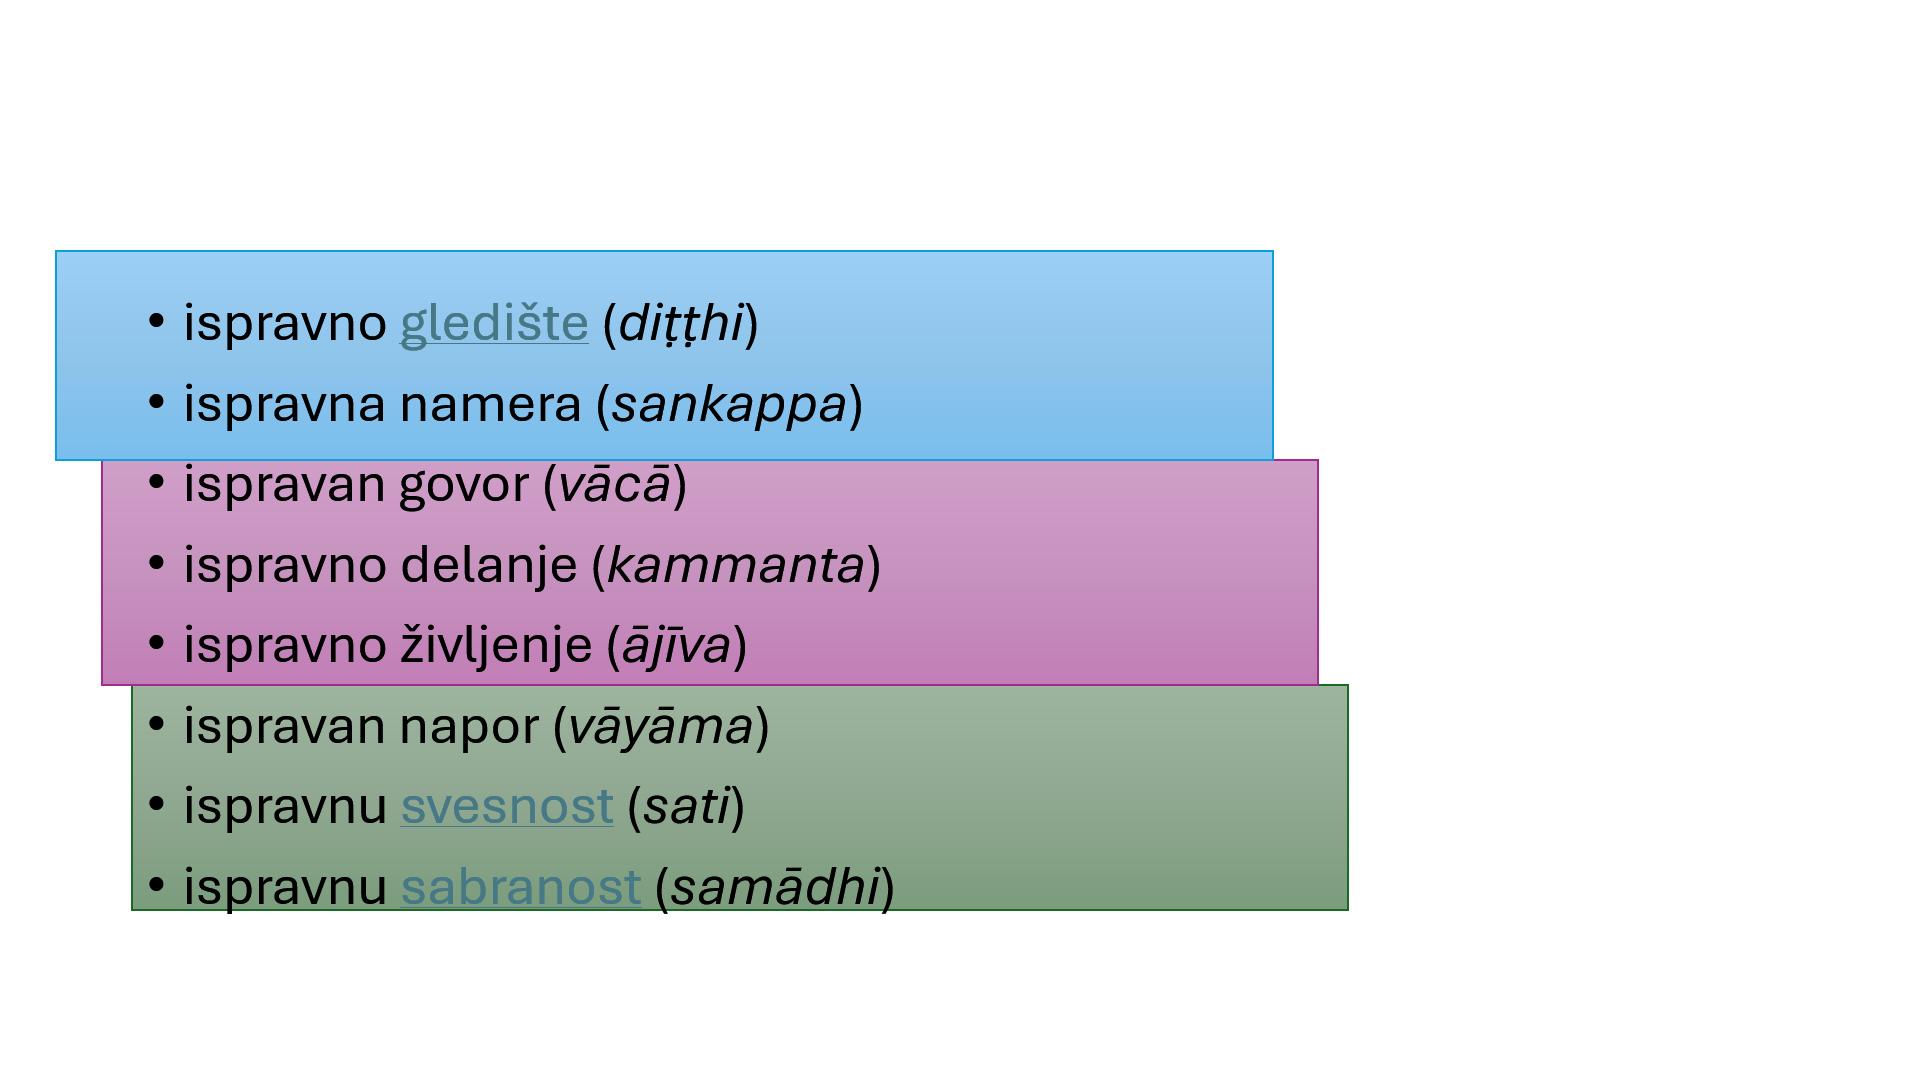 • ispravno gledište (diṭṭhi)
• ispravna namera (sankappa)
• ispravan govor (vācā)
• ispravno delanje (kammanta)
• ispravno življenje (ājīva)
• ispravan napor (vāyāma)
• ispravnu svesnost (sati)
• ispravnu sabranost (samādhi)